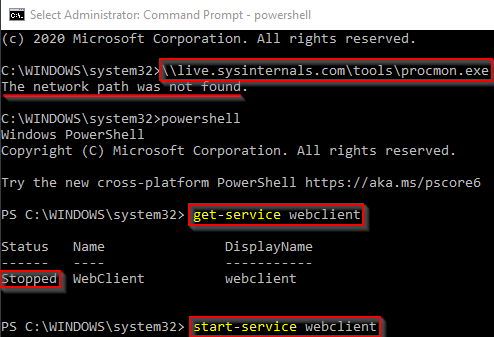 Select Administrator: Command Prompt - powershell
(c) 2020 Microsoft Corporation. All rights reserved.
C:\WINDOWS\system32>\\live.sysinternals.com\tools\procmon.exe
The network path was not found.
C:\WINDOWS\system32>powershell
Windows PowerShell
Copyright (C) Microsoft Corporation. All rights reserved.
Try the new cross-platform PowerShell https://aka.ms/pscore6
PS C:\WINDOWS\system32> get-service webclient
Status Name DisplayName
------ ---- -----------
Stopped WebClient webclient
PS C:\WINDOWS\system32> start-service webclient